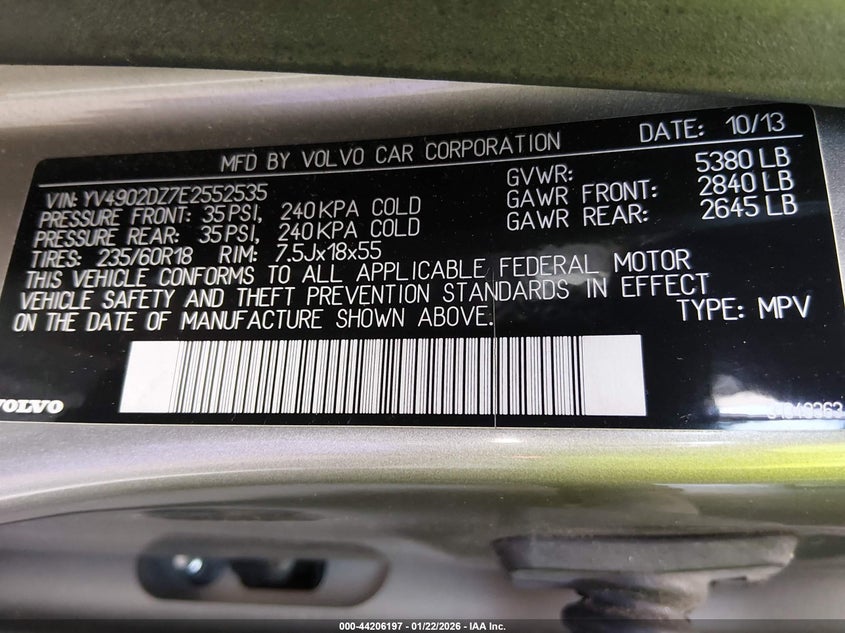 MFD BY VOLVO CAR CORPORATION DATE: 10/13
VIN: YV4902DZ7E2552535 GVWR: 5380 LB
PRESSURE FRONT: 35 PSI, 240 KPA COLD GAWR FRONT: 2840 LB
PRESSURE REAR: 35 PSI, 240 KPA COLD GAWR REAR: 2645 LB
TIRES: 235/60R18 RIM: 7.5Jx18x55
THIS VEHICLE CONFORMS TO ALL APPLICABLE FEDERAL MOTOR
VEHICLE SAFETY AND THEFT PREVENTION STANDARDS IN EFFECT
ON THE DATE OF MANUFACTURE SHOWN ABOVE. TYPE: MPV
VOLVO
000-44206197 - 01/22/2026 - IAA Inc.